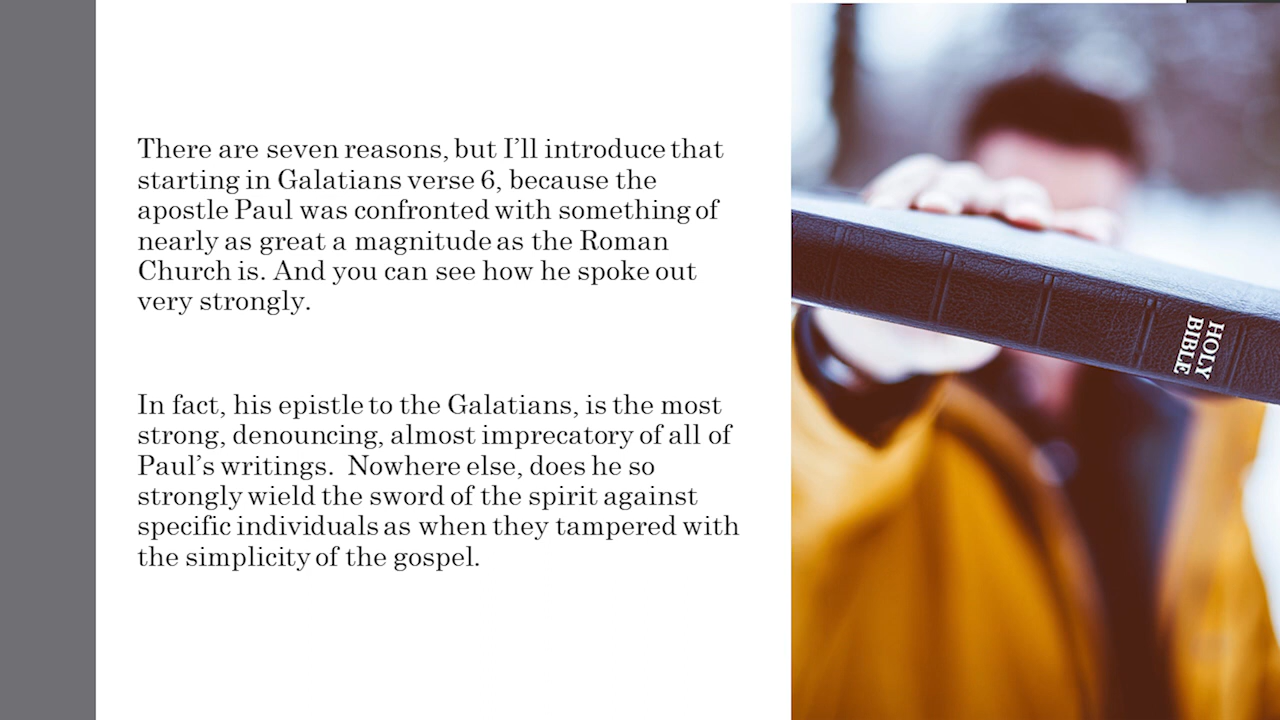 There are seven reasons, but I’ll introduce that
starting in Galatians verse 6, because the
apostle Paul was confronted with something of
nearly as great a magnitude as the Roman
Church is. And you can see how he spoke out
very strongly.
In fact, his epistle to the Galatians, is the most
strong, denouncing, almost imprecatory of all of
Paul’s writings.  Nowhere else, does he so
strongly wield the sword of the spirit against
specific individuals as when they tampered with
the simplicity of the gospel.
HOLY
BIBLE